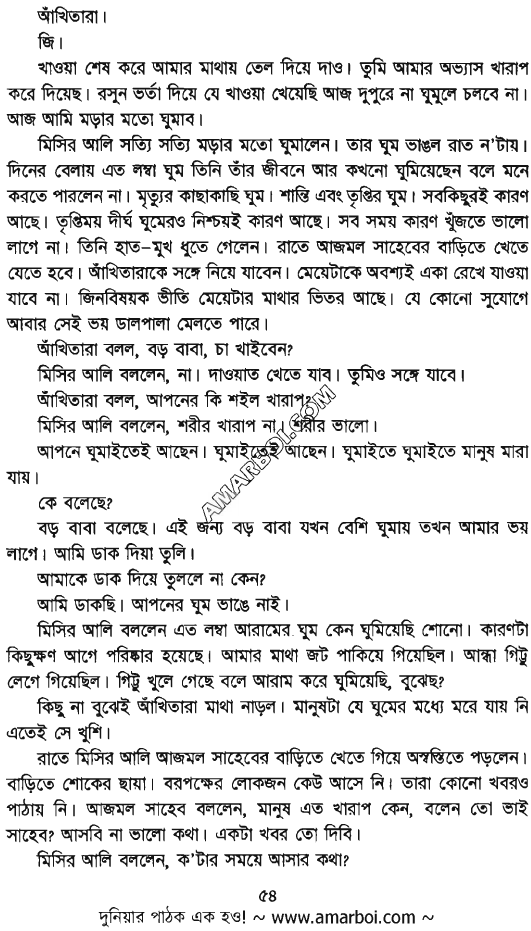 আঁখিতারা।
জি।
খাওয়া শেষ করে আমার মাথায় তেল দিয়ে দাও। তুমি আমার অভ্যাস খারাপ
করে দিয়েছ। রসুন ভর্তা দিয়ে যে খাওয়া খেয়েছি আজ দুপুরে না ঘুমুলে চলবে না।
আজ আমি মড়ার মতো ঘুমাব।
মিসির আলি সত্যি সত্যি মড়ার মতো ঘুমালেন। তার ঘুম ভাঙল রাত ন'টায়।
দিনের বেলায় এত লম্বা ঘুম তিনি তাঁর জীবনে আর কখনো ঘুমিয়েছেন বলে মনে
করতে পারলেন না। মৃত্যুর কাছাকাছি ঘুম। শান্তি এবং তৃপ্তির ঘুম। সবকিছুরই কারণ
আছে। তৃপ্তিময় দীর্ঘ ঘুমেরও নিশ্চয়ই কারণ আছে। সব সময় কারণ খুঁজতে ভালো
লাগে না। তিনি হাত-মুখ ধুতে গেলেন। রাতে আজমল সাহেবের বাড়িতে খেতে
যেতে হবে। আঁখিতারাকে সঙ্গে নিয়ে যাবেন। মেয়েটাকে অবশ্যই একা রেখে যাওয়া
যাবে না। জিনবিষয়ক ভীতি মেয়েটার মাথার ভিতর আছে। যে কোনো সুযোগে
আবার সেই ভয় ডালপালা মেলতে পারে।
আঁখিতারা বলল, বড় বাবা, চা খাইবেন?
মিসির আলি বললেন, না। দাওয়াত খেতে যাব। তুমিও সঙ্গে যাবে।
আঁখিতারা বলল, আপনের কি শইল খারাপ?
মিসির আলি বললেন, শরীর খারাপ না। শরীর ভালো।
আপনে ঘুমাইতেই আছেন। ঘুমাইতেই আছেন। ঘুমাইতে ঘুমাইতে মানুষ মারা
যায়।
কে বলেছে?
বড় বাবা বলেছে। এই জন্য বড় বাবা যখন বেশি ঘুমায় তখন আমার ভয়
লাগে। আমি ডাক দিয়া তুলি।
আমাকে ডাক দিয়ে তুললে না কেন?
আমি ডাকছি। আপনের ঘুম ভাঙে নাই।
মিসির আলি বললেন এত লম্বা আরামের ঘুম কেন ঘুমিয়েছি শোনো। কারণটা
কিছুক্ষণ আগে পরিষ্কার হয়েছে। আমার মাথা জট পাকিয়ে গিয়েছিল। আন্ধা গিট্টু
লেগে গিয়েছিল। গিট্টু খুলে গেছে বলে আরাম করে ঘুমিয়েছি, বুঝেছ?
কিছু না বুঝেই আঁখিতারা মাথা নাড়ল। মানুষটা যে ঘুমের মধ্যে মরে যায় নি
এতেই সে খুশি।
রাতে মিসির আলি আজমল সাহেবের বাড়িতে খেতে গিয়ে অস্বস্তিতে পড়লেন।
বাড়িতে শোকের ছায়া। বরপক্ষের লোকজন কেউ আসে নি। তারা কোনো খবরও
পাঠায় নি। আজমল সাহেব বললেন, মানুষ এত খারাপ কেন, বলেন তো ভাই
সাহেব? আসবি না ভালো কথা। একটা খবর তো দিবি।
মিসির আলি বললেন, ক'টার সময়ে আসার কথা?
AMARBOI.COM
৫৪
দুনিয়ার পাঠক এক হও! ~ www.amarboi.com ~